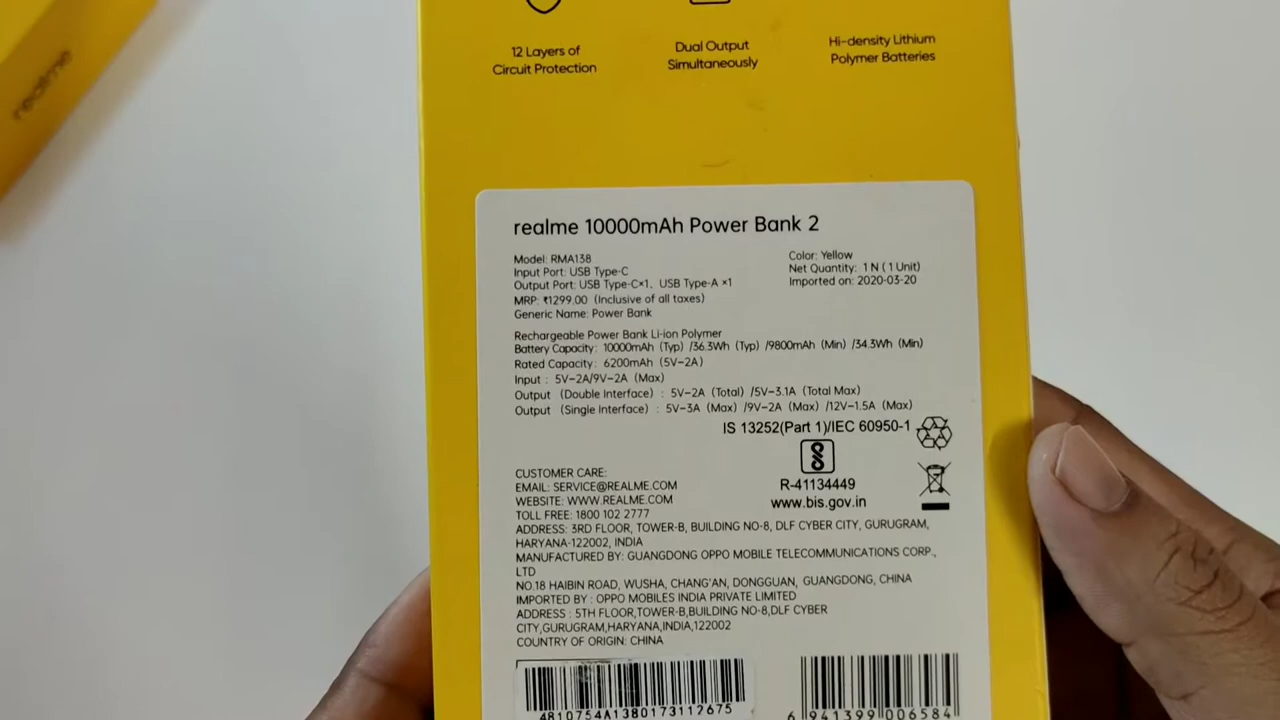 realme
12 Layers of
Circuit Protection
Dual Output
Simultaneously
Hi-density Lithium
Polymer Batteries
realme 10000mAh Power Bank 2
Model: RMA138
Input Port: USB Type-C
Output Port: USB Type-C×1, USB Type-A ×1
MRP: ₹1299.00 (Inclusive of all taxes)
Generic Name: Power Bank
Color: Yellow
Net Quantity: 1 N ( 1 Unit)
Imported on: 2020-03-20
Rechargeable Power Bank Li-ion Polymer
Battery Capacity: 10000mAh (Typ) /36.3Wh (Typ) /9800mAh (Min) /34.3Wh (Min)
Rated Capacity: 6200mAh (5V⎓2A)
Input : 5V⎓2A/9V⎓2A (Max)
Output (Double Interface) : 5V⎓2A (Total) /5V⎓3.1A (Total Max)
Output (Single Interface) : 5V⎓3A (Max) /9V⎓2A (Max) /12V⎓1.5A (Max)
IS 13252(Part 1)/IEC 60950-1
R-41134449
www.bis.gov.in
CUSTOMER CARE:
EMAIL: SERVICE@REALME.COM
WEBSITE: WWW.REALME.COM
TOLL FREE: 1800 102 2777
ADDRESS: 3RD FLOOR, TOWER-B, BUILDING NO-8, DLF CYBER CITY, GURUGRAM,
HARYANA-122002, INDIA
MANUFACTURED BY: GUANGDONG OPPO MOBILE TELECOMMUNICATIONS CORP.,
LTD
NO.18 HAIBIN ROAD, WUSHA, CHANG'AN, DONGGUAN, GUANGDONG, CHINA
IMPORTED BY : OPPO MOBILES INDIA PRIVATE LIMITED
ADDRESS : 5TH FLOOR,TOWER-B,BUILDING NO-8,DLF CYBER
CITY,GURUGRAM,HARYANA,INDIA,122002
COUNTRY OF ORIGIN: CHINA
4810754A1380173112675
6 941399 006584